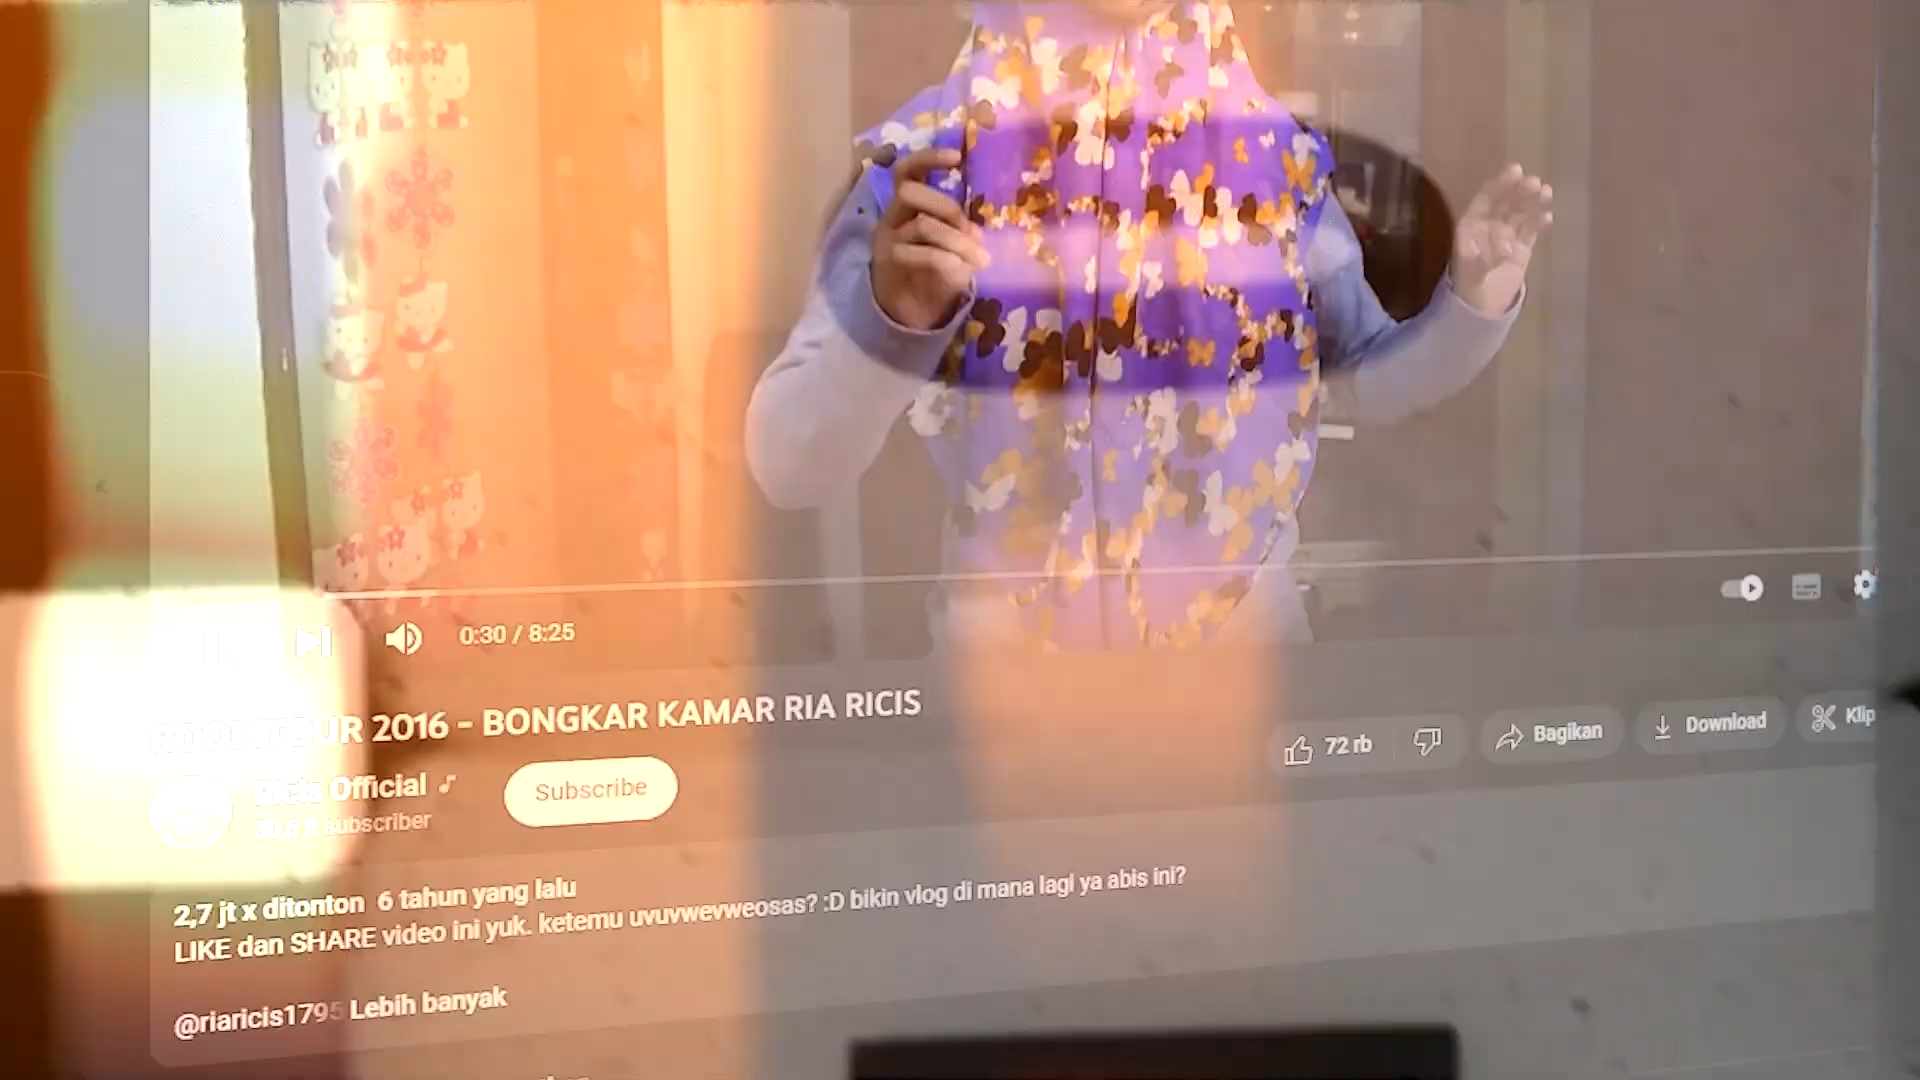 0:30 / 8:25
2016 - BONGKAR KAMAR RIA RICIS
72 rb
Bagikan
Download
Klip
Ricis Official
subscriber
Subscribe
2,7 jt x ditonton 6 tahun yang lalu
LIKE dan SHARE video ini yuk. ketemu uvuvwevweosas? :D bikin vlog di mana lagi ya abis ini?
@riaricis1795 Lebih banyak